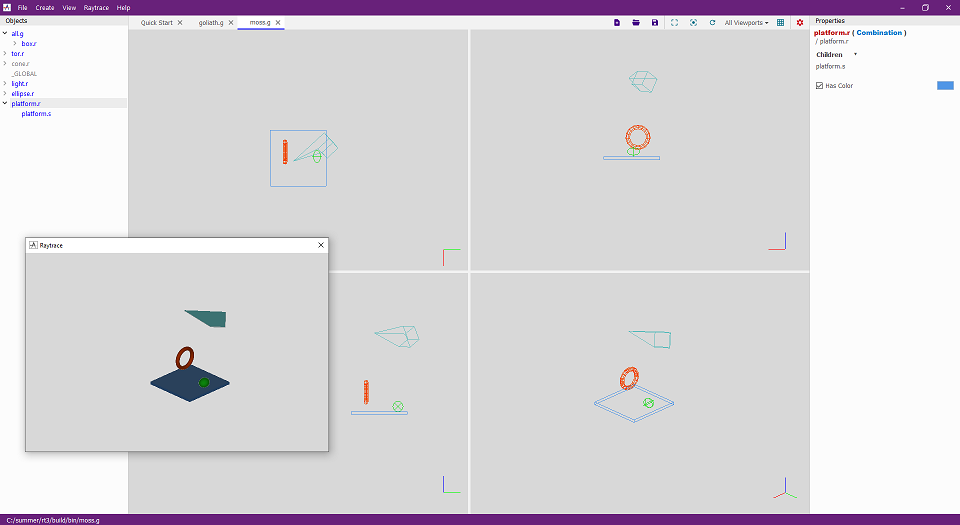 File Create View Raytrace Help
Objects
Quick Start
goliath.g
moss.g
All Viewports
Properties
all.g
box.r
tor.r
cone.r
_GLOBAL
light.r
ellipse.r
platform.r
platform.s
platform.r ( Combination )
/ platform.r
Children
platform.s
Has Color
Raytrace
C:/summer/rt3/build/bin/moss.g